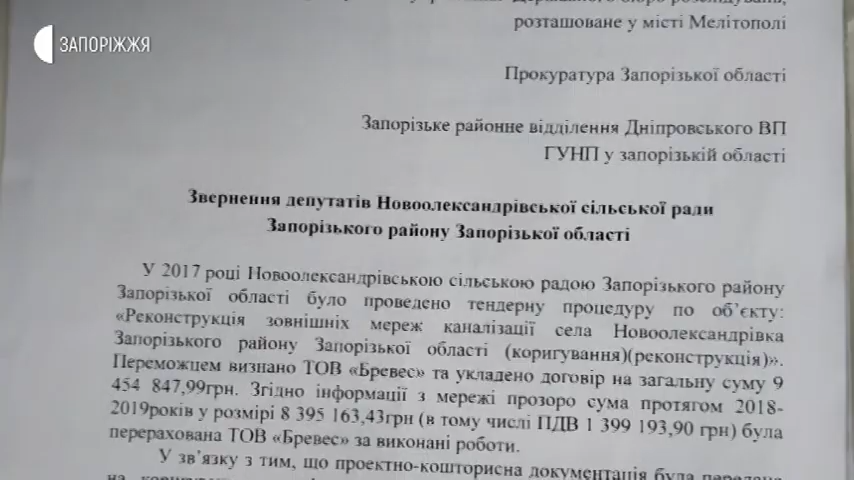 ЗАПОРІЖЖЯ
Державного бюро розслідувань,
розташоване у місті Мелітополі
Прокуратура Запорізької області
Запорізьке районне відділення Дніпровського ВП
ГУНП у запорізькій області
Звернення депутатів Новоолександрівської сільської ради
Запорізького району Запорізької області
У 2017 році Новоолександрівською сільською радою Запорізького району
Запорізької області було проведено тендерну процедуру по об’єкту:
«Реконструкція зовнішніх мереж каналізації села Новоолександрівка
Запорізького району Запорізької області (коригування)(реконструкція)».
Переможцем визнано ТОВ «Бревес» та укладено договір на загальну суму 9
454 847,99грн. Згідно інформації з мережі прозоро сума протягом 2018-
2019років у розмірі 8 395 163,43грн (в тому числі ПДВ 1 399 193,90 грн) була
перерахована ТОВ «Бревес» за виконані роботи.
У зв’язку з тим, що проектно-кошторисна документація була передана
на